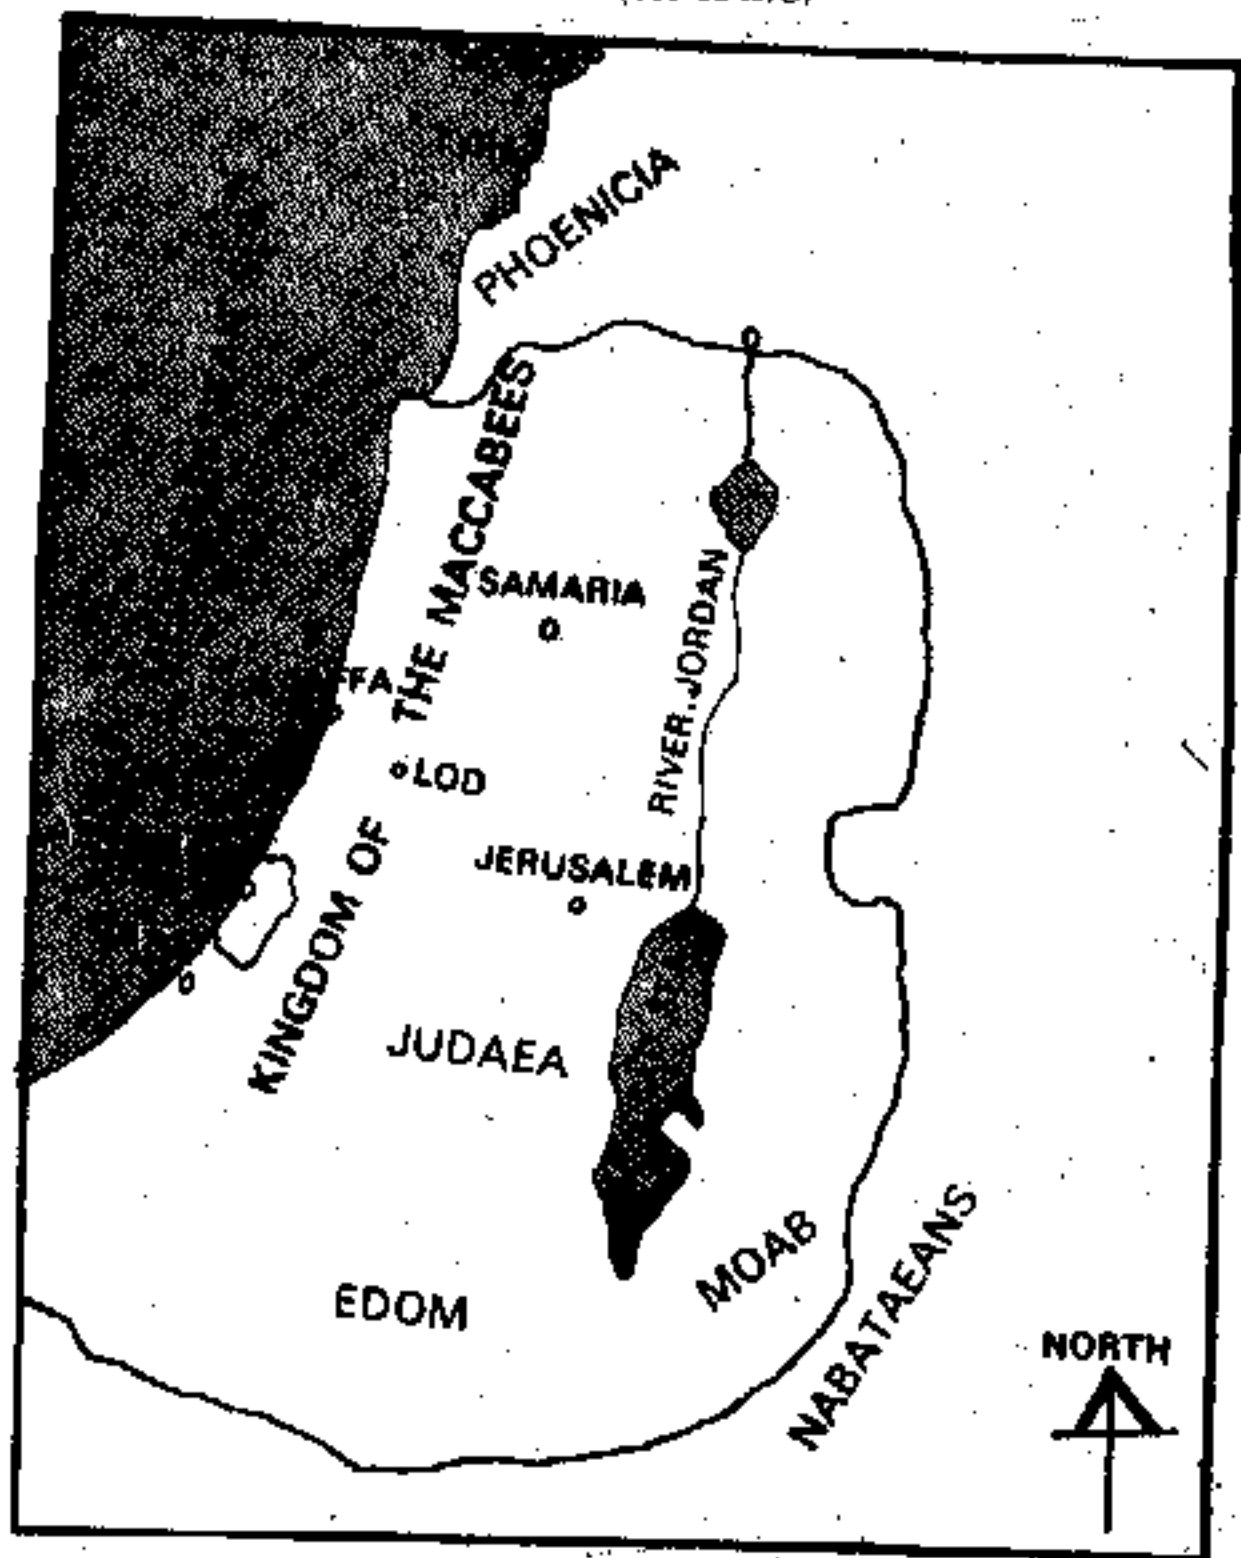 PHOENICIA
KINGDOM OF THE MACCABEES
SAMARIA
RIVER JORDAN
FFA
LOD
JERUSALEM
JUDAEA
MOAB
EDOM
NABATAEANS
NORTH